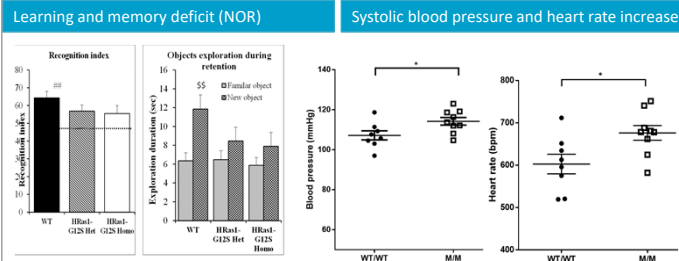 Learning and memory deficit (NOR)
Systolic blood pressure and heart rate increase
Recognition index
80
70
60
50
40
30
20
10
0
Recognition index
##
WT
HRas1-
G12S Het
HRas1-
G12S Homo
Objects exploration during
retention
16
14
12
10
8
6
4
2
0
Exploration duration (sec)
$$
Familar object
New object
WT
HRas1-
G12S Het
HRas1-
G12S
Homo
140
120
100
80
60
Blood pressure (mmHg)
*
WT/WT
M/M
800
700
600
500
400
Heart rate (bpm)
*
WT/WT
M/M